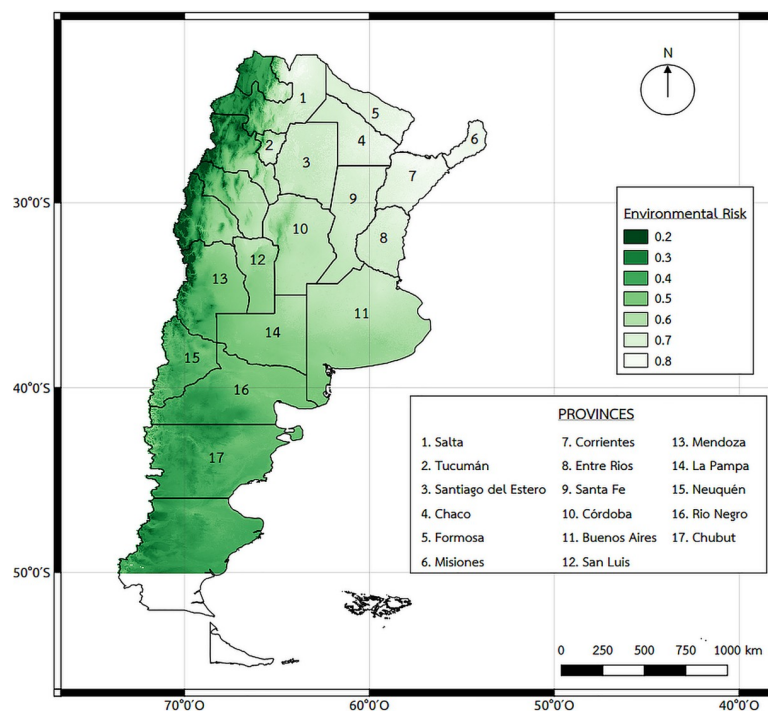 N
1
5
2
4
6
3
7
9
30°0'S
10
8
12
13
11
14
15
40°0'S
16
17
50°0'S
Environmental Risk
0.2
0.3
0.4
0.5
0.6
0.7
0.8
PROVINCES
1. Salta
2. Tucumán
3. Santiago del Estero
4. Chaco
5. Formosa
6. Misiones
7. Corrientes
8. Entre Rios
9. Santa Fe
10. Córdoba
11. Buenos Aires
12. San Luis
13. Mendoza
14. La Pampa
15. Neuquén
16. Rio Negro
17. Chubut
0 250 500 750 1000 km
70°0'O 60°0'O 50°0'O 40°0'O